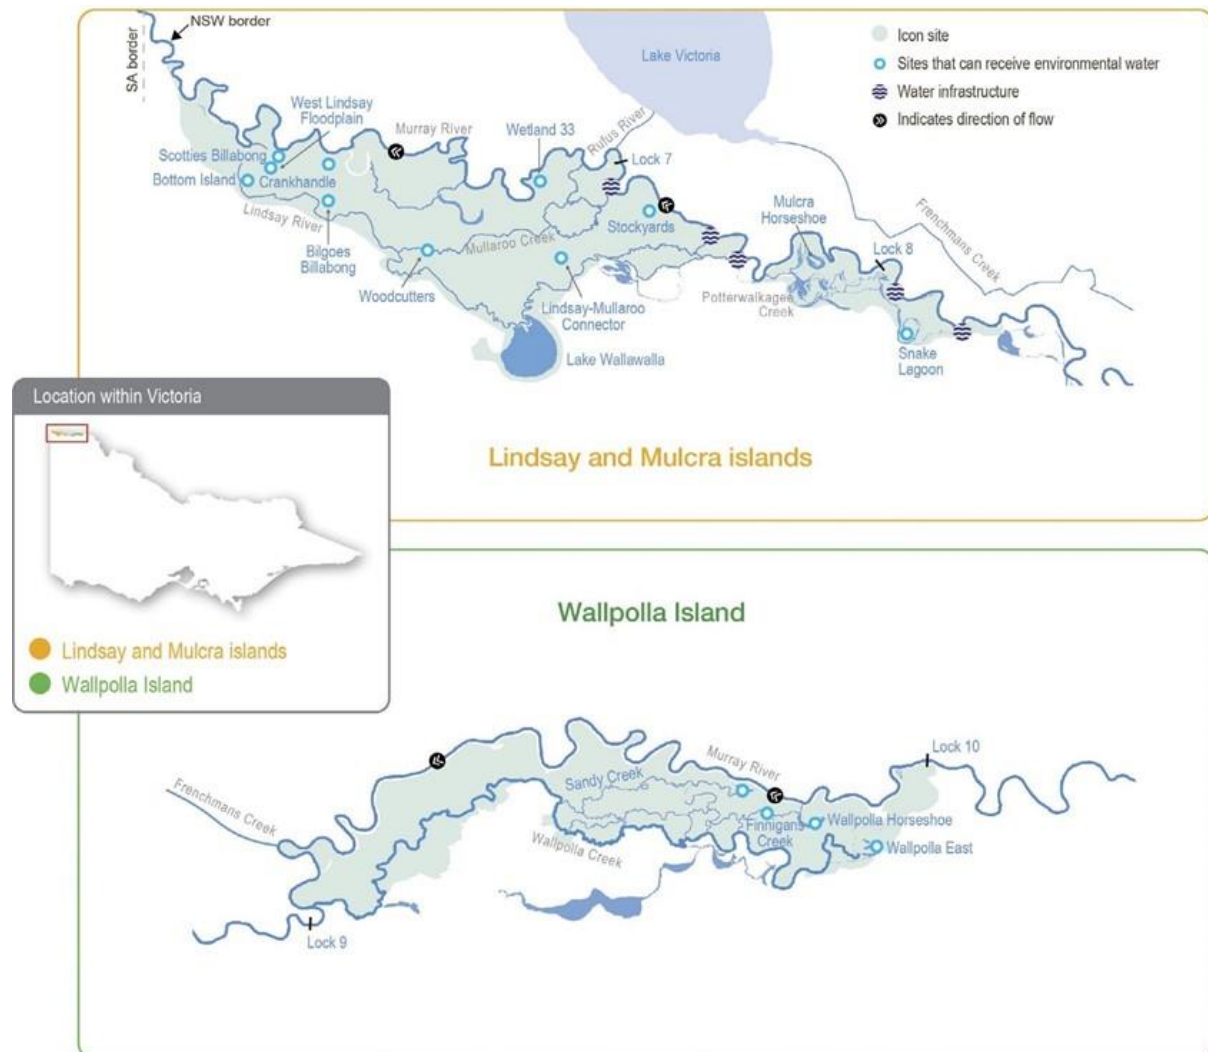 NSW border
SA border
Lake Victoria
Icon site
Sites that can receive environmental water
Water infrastructure
Indicates direction of flow
West Lindsay
Floodplain
Murray River
Wetland 33
Rufus River
Lock 7
Scotties Billabong
Bottom Island
Crankhandle
Lindsay River
Bilgoes
Billabong
Woodcutters
Mullaroo Creek
Stockyards
Lindsay-Mullaroo
Connector
Lake Wallawalla
Mulcra
Horseshoe
Lock 8
Frenchmans Creek
Potterwalkagee
Creek
Snake
Lagoon
Lindsay and Mulcra islands
Location within Victoria
Lindsay and Mulcra islands
Wallpolla Island
Wallpolla Island
Frenchmans Creek
Sandy Creek
Murray River
Lock 10
Wallpolla Creek
Finnigans
Creek
Wallpolla Horseshoe
Wallpolla East
Lock 9